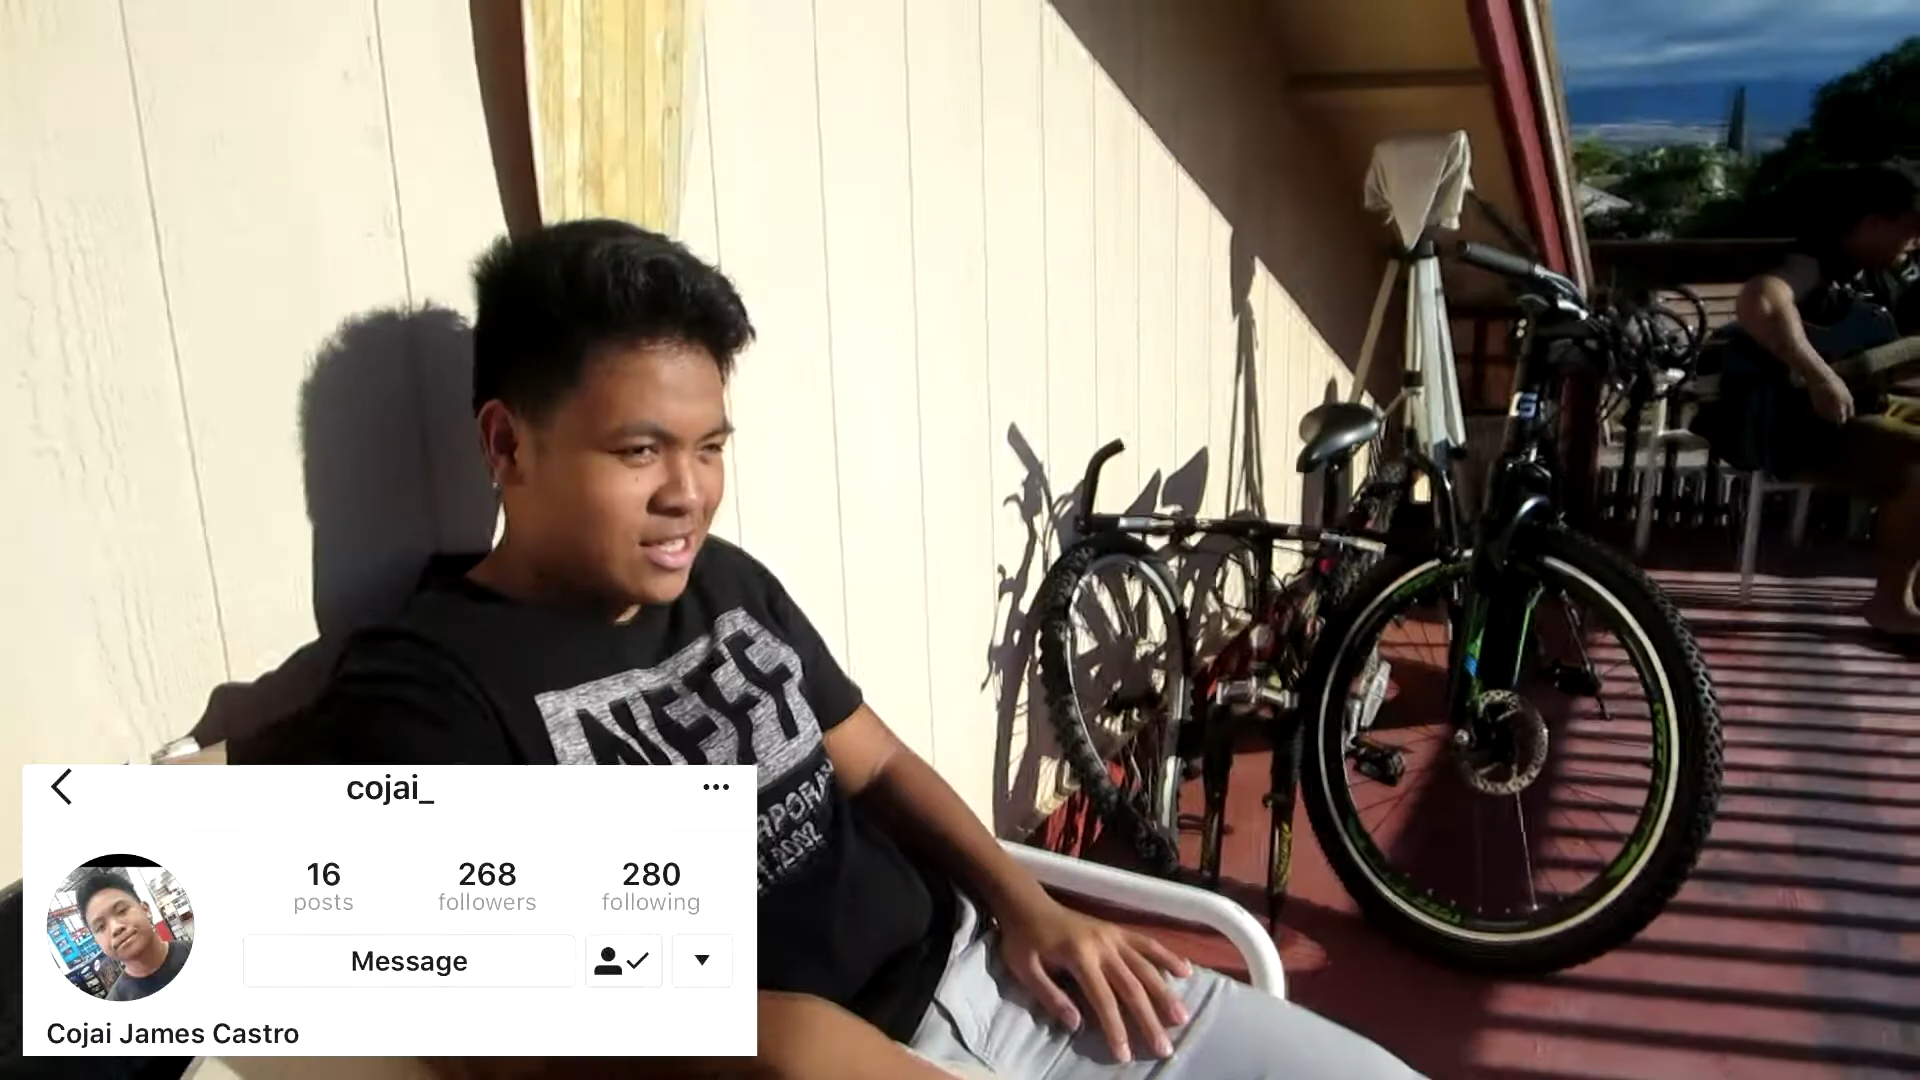 NEFF
cojai_
16 268 280
posts followers following
Message
Cojai James Castro